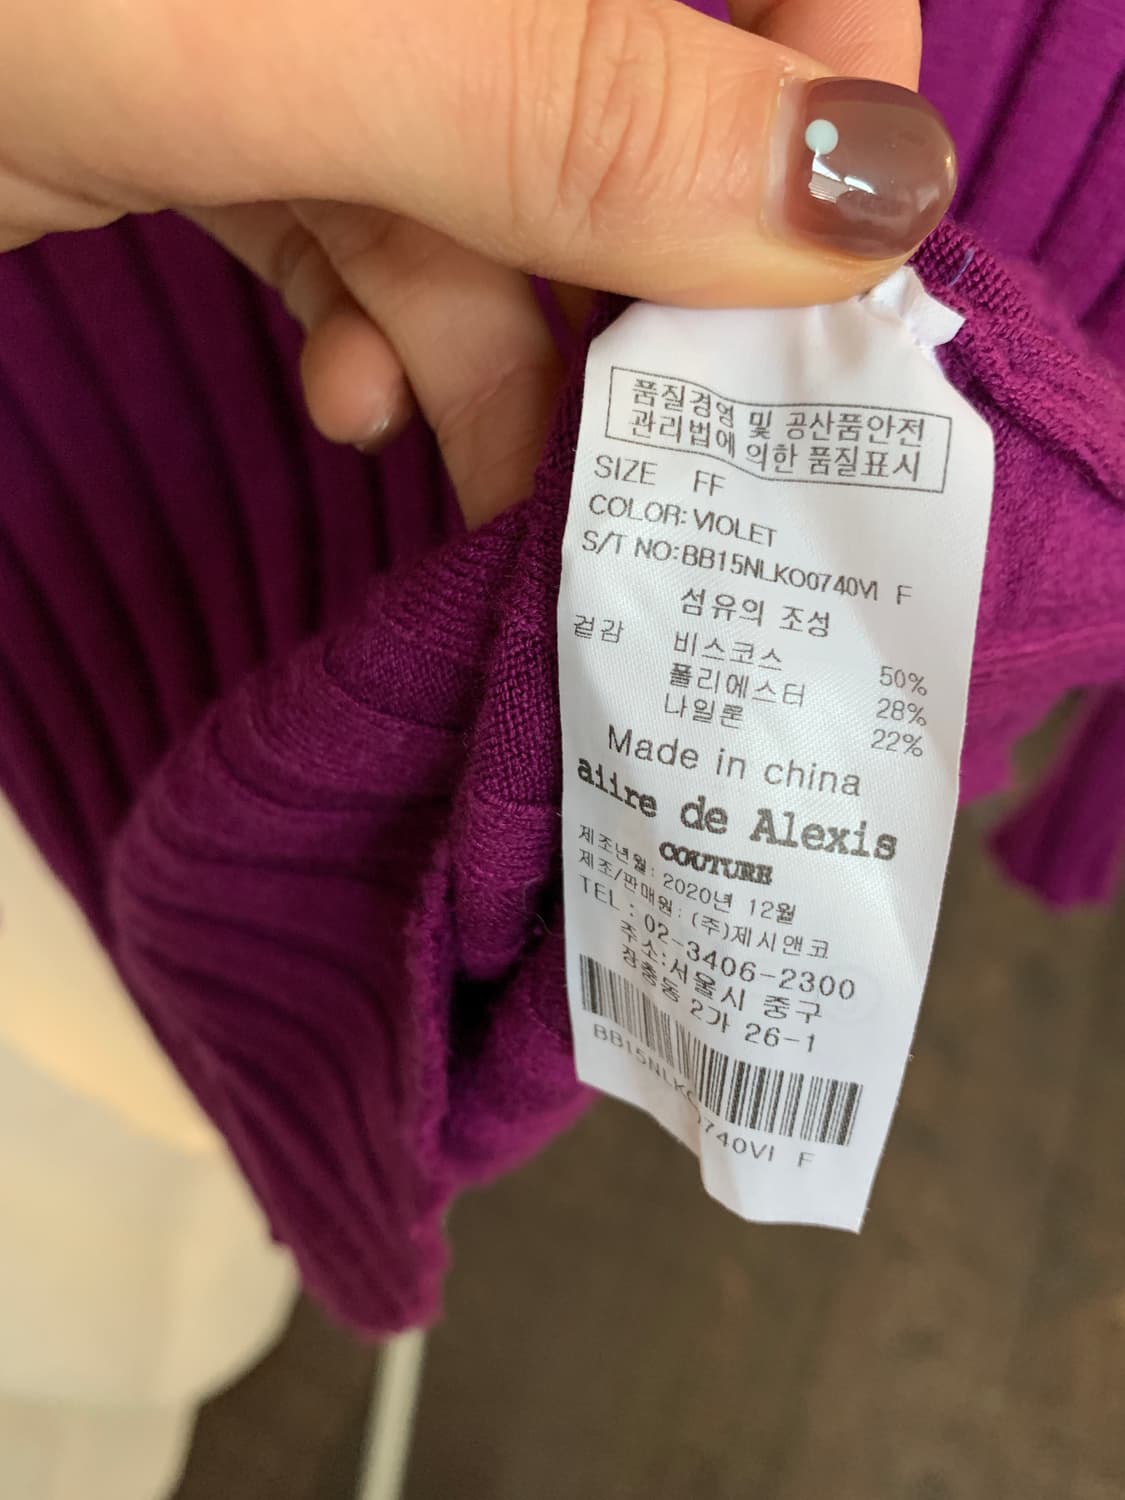 품질경영 및 공산품안전
관리법에 의한 품질표시
SIZE FF
COLOR: VIOLET
S/T NO:BB15NLKO0740VI F
섬유의 조성
겉감 비스코스 50%
폴리에스터 28%
나일론 22%
Made in china
aiire de Alexis
COUTURE
제조년월: 2020년 12월
제조/판매원: (주)제시앤코
TEL : 02-3406-2300
주소:서울시 중구
장충동 2가 26-1
BB15NLKO0740VI F